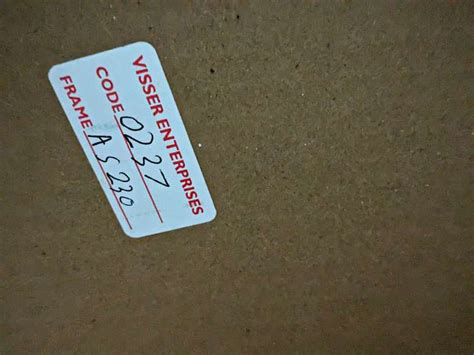 VISSER ENTERPRISES
CODE 0237
FRAME AS230